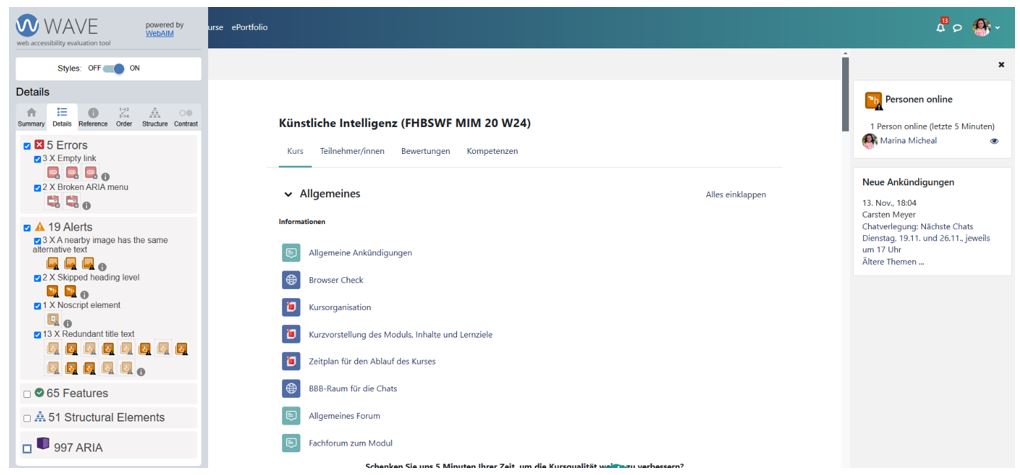 WAVE
powered by
WebAIM
web accessibility evaluation tool
Styles: OFF ON
Details
Summary Details Reference Order Structure Contrast
5 Errors
3 X Empty link
2 X Broken ARIA menu
19 Alerts
3 X A nearby image has the same
alternative text
2 X Skipped heading level
1 X Noscript element
13 X Redundant title text
65 Features
51 Structural Elements
997 ARIA
urse ePortfolio
13
Künstliche Intelligenz (FHBSWF MIM 20 W24)
Kurs Teilnehmer/innen Bewertungen Kompetenzen
Allgemeines Alles einklappen
Informationen
Allgemeine Ankündigungen
Browser Check
Kursorganisation
Kurzvorstellung des Moduls, Inhalte und Lernziele
Zeitplan für den Ablauf des Kurses
BBB-Raum für die Chats
Allgemeines Forum
Fachforum zum Modul
Schenken Sie uns 5 Minuten Ihrer Zeit, um die Kursqualität zu verbessern?
Personen online
1 Person online (letzte 5 Minuten)
Marina Micheal
Neue Ankündigungen
13. Nov., 18:04
Carsten Meyer
Chatverlegung: Nächste Chats
Dienstag, 19.11. und 26.11., jeweils
um 17 Uhr
Ältere Themen ...